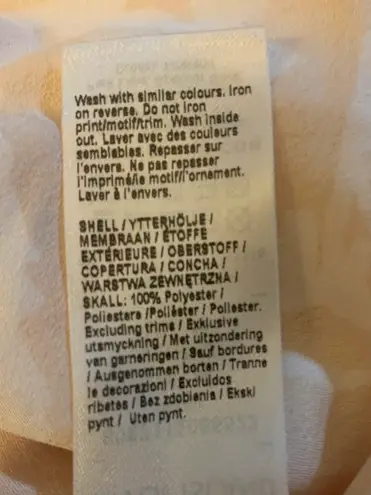 Wash with similar colours. Iron
on reverse. Do not iron
print/motif/trim. Wash inside
out. Laver avec des couleurs
semblables. Repasser sur
l'envers. Ne pas repasser
l'imprimé/le motif/l'ornement.
Laver à l'envers.
SHELL / YTTERHÖLJE /
MEMBRAAN / ÉTOFFE
EXTÉRIEURE / OBERSTOFF /
COPERTURA / CONCHA /
WARSTWA ZEWNĘTRZNA /
SKALL: 100% Polyester /
Poliestere /Poliéster / Poliester.
Excluding trims / Exklusive
utsmyckning / Met uitzondering
van garneringen / Sauf bordures
/ Ausgenommen borten / Tranne
le decorazioni / Excluidos
ribetes / Bez zdobienia / Ekskl
pynt / Uten pynt.